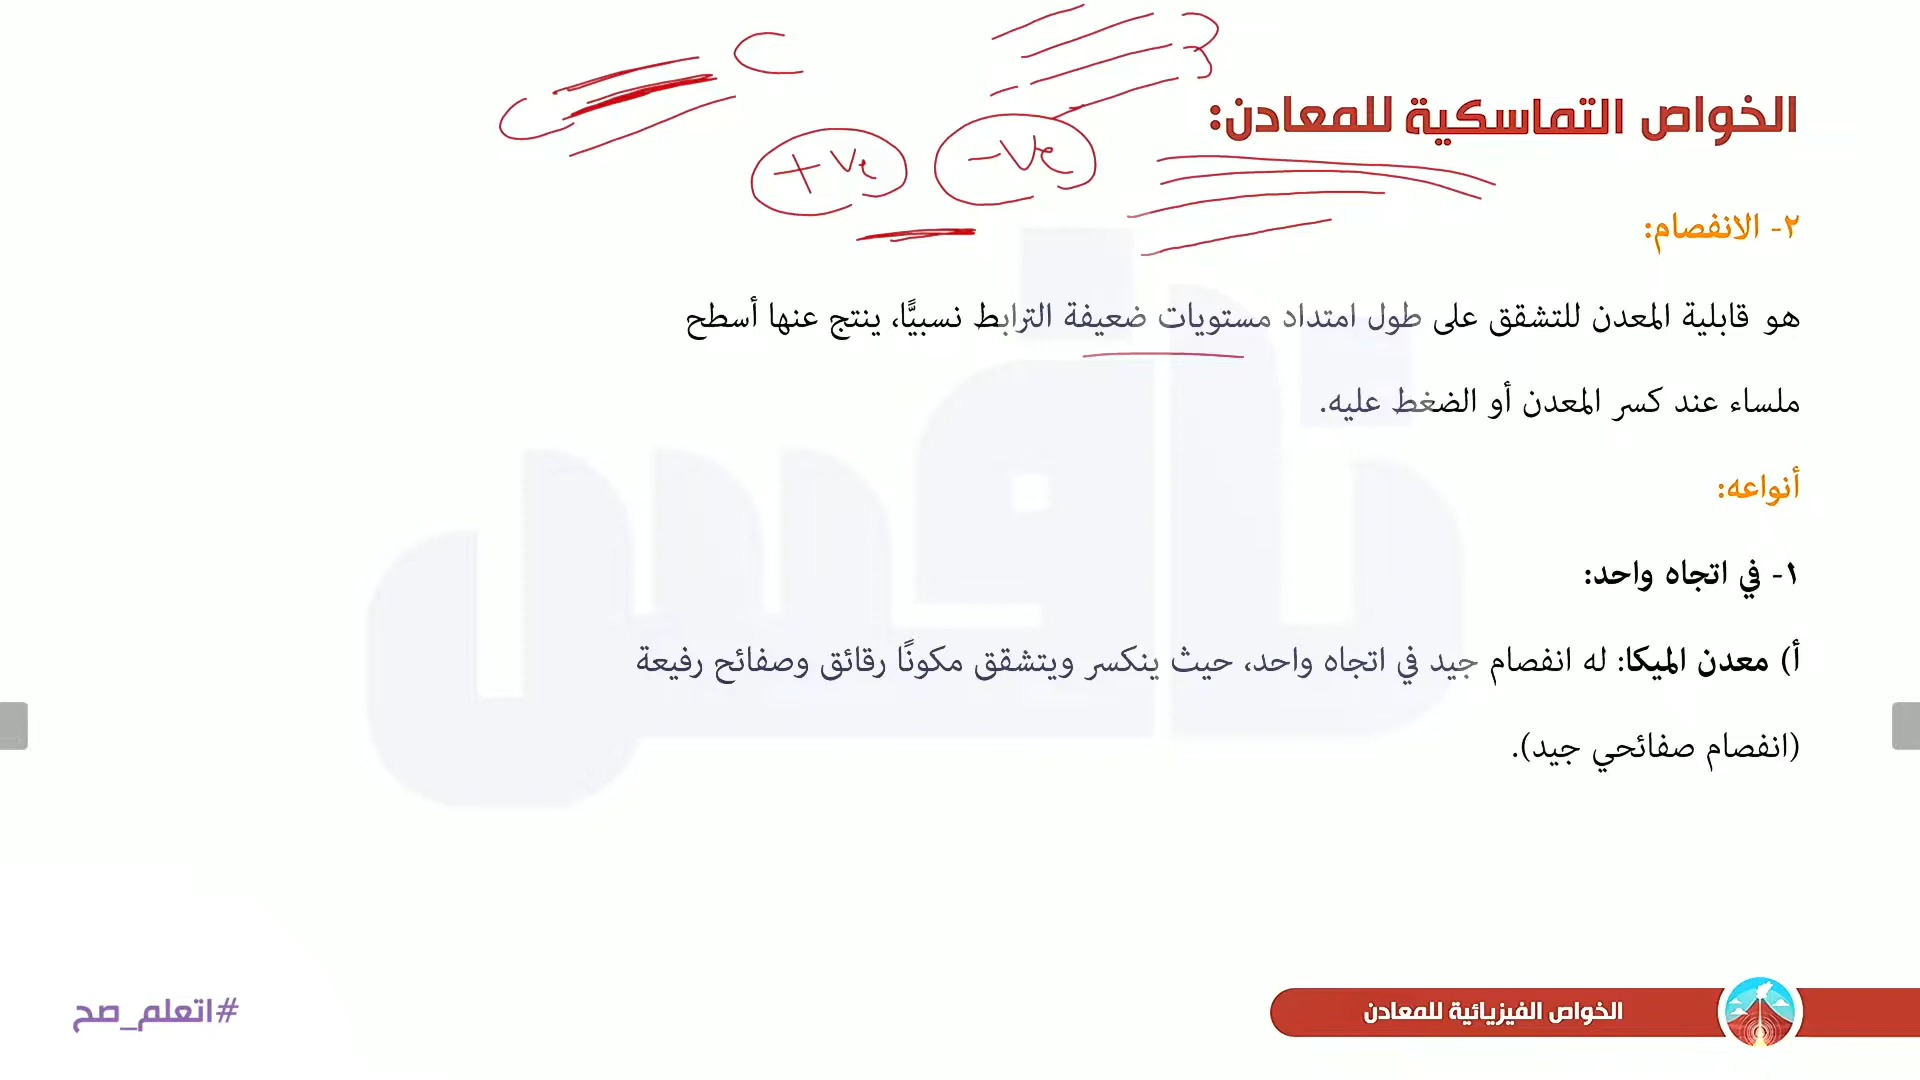 الخواص التماسكية للمعادن:
+ve
-ve
٢- الانفصام:
هو قابلية المعدن للتشقق على طول امتداد مستويات ضعيفة الترابط نسبيًّا، ينتج عنها أسطح
ملساء عند كسر المعدن أو الضغط عليه.
أنواعه:
١- في اتجاه واحد:
أ) معدن الميكا: له انفصام جيد في اتجاه واحد، حيث ينكسر ويتشقق مكونًا رقائق وصفائح رفيعة
(انفصام صفائحي جيد).
نافس
الخواص الفيزيائية للمعادن
#اتعلم_صح